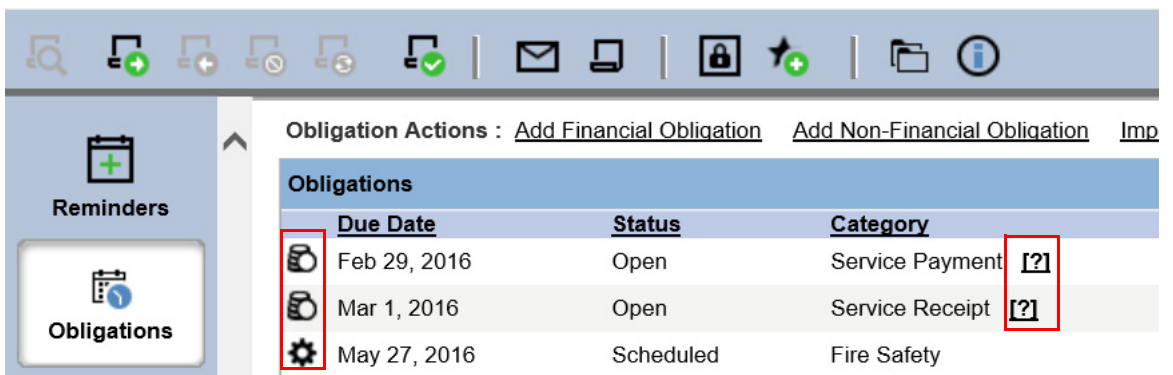 Obligation Actions : Add Financial Obligation Add Non-Financial Obligation Imp
Reminders
Obligations
Obligations
Due Date Status Category
Feb 29, 2016 Open Service Payment [?]
Mar 1, 2016 Open Service Receipt [?]
May 27, 2016 Scheduled Fire Safety